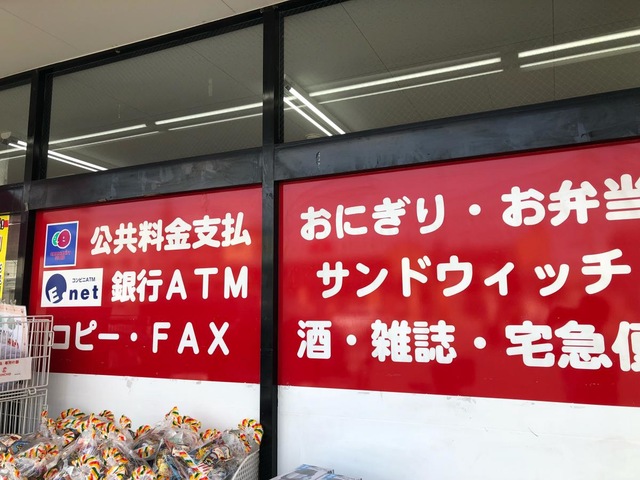 公共料金支払
コンビニATM
Enet
銀行ATM
コピー・FAX
おにぎり・お弁当
サンドウィッチ
酒・雑誌・宅急便